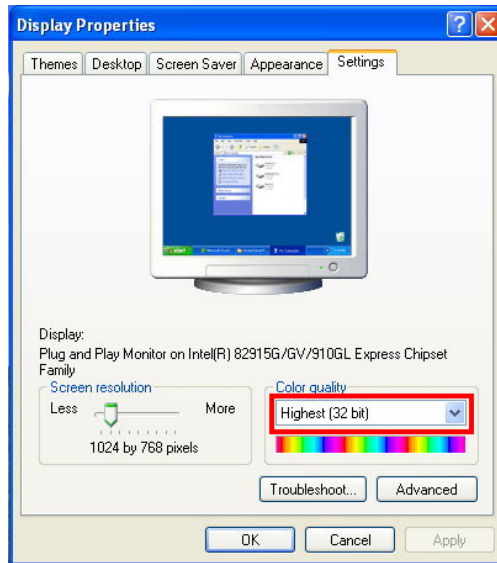 Display Properties
Themes Desktop Screen Saver Appearance Settings
Display:
Plug and Play Monitor on Intel(R) 82915G/GV/910GL Express Chipset
Family
Screen resolution
Less More
1024 by 768 pixels
Color quality
Highest (32 bit)
Troubleshoot... Advanced
OK Cancel Apply